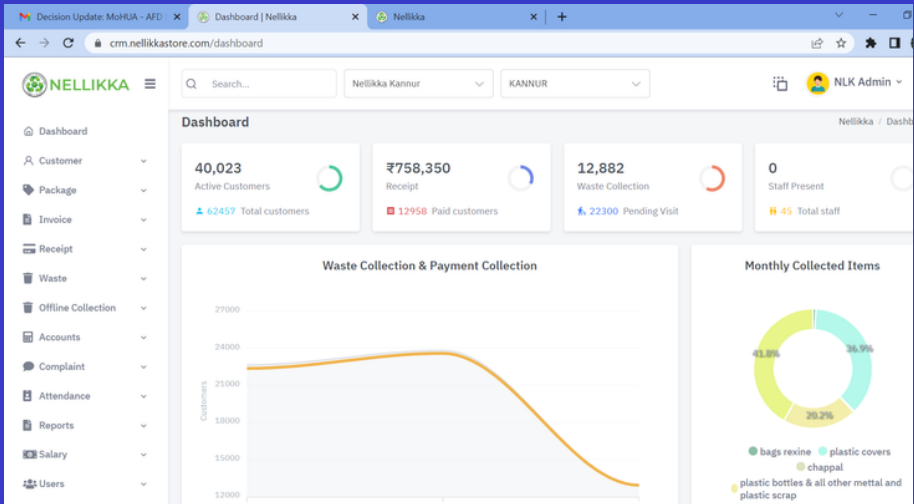 Decision Update: MoHUA - AFD
Dashboard | Nellikka
Nellikka
crm.nellikkastore.com/dashboard
NELLIKKA
Search...
Nellikka Kannur
KANNUR
NLK Admin
Dashboard
Nellikka / Dashb
Dashboard
Customer
Package
Invoice
Receipt
Waste
Offline Collection
Accounts
Complaint
Attendance
Reports
Salary
Users
40,023
Active Customers
62457 Total customers
₹758,350
Receipt
12958 Paid customers
12,882
Waste Collection
22300 Pending Visit
0
Staff Present
45 Total staff
Waste Collection & Payment Collection
27000
24000
21000
18000
15000
12000
Customers
Monthly Collected Items
41.8%
36.9%
20.2%
bags rexine
plastic covers
chappal
plastic bottles & all other mettal and
plastic scrap